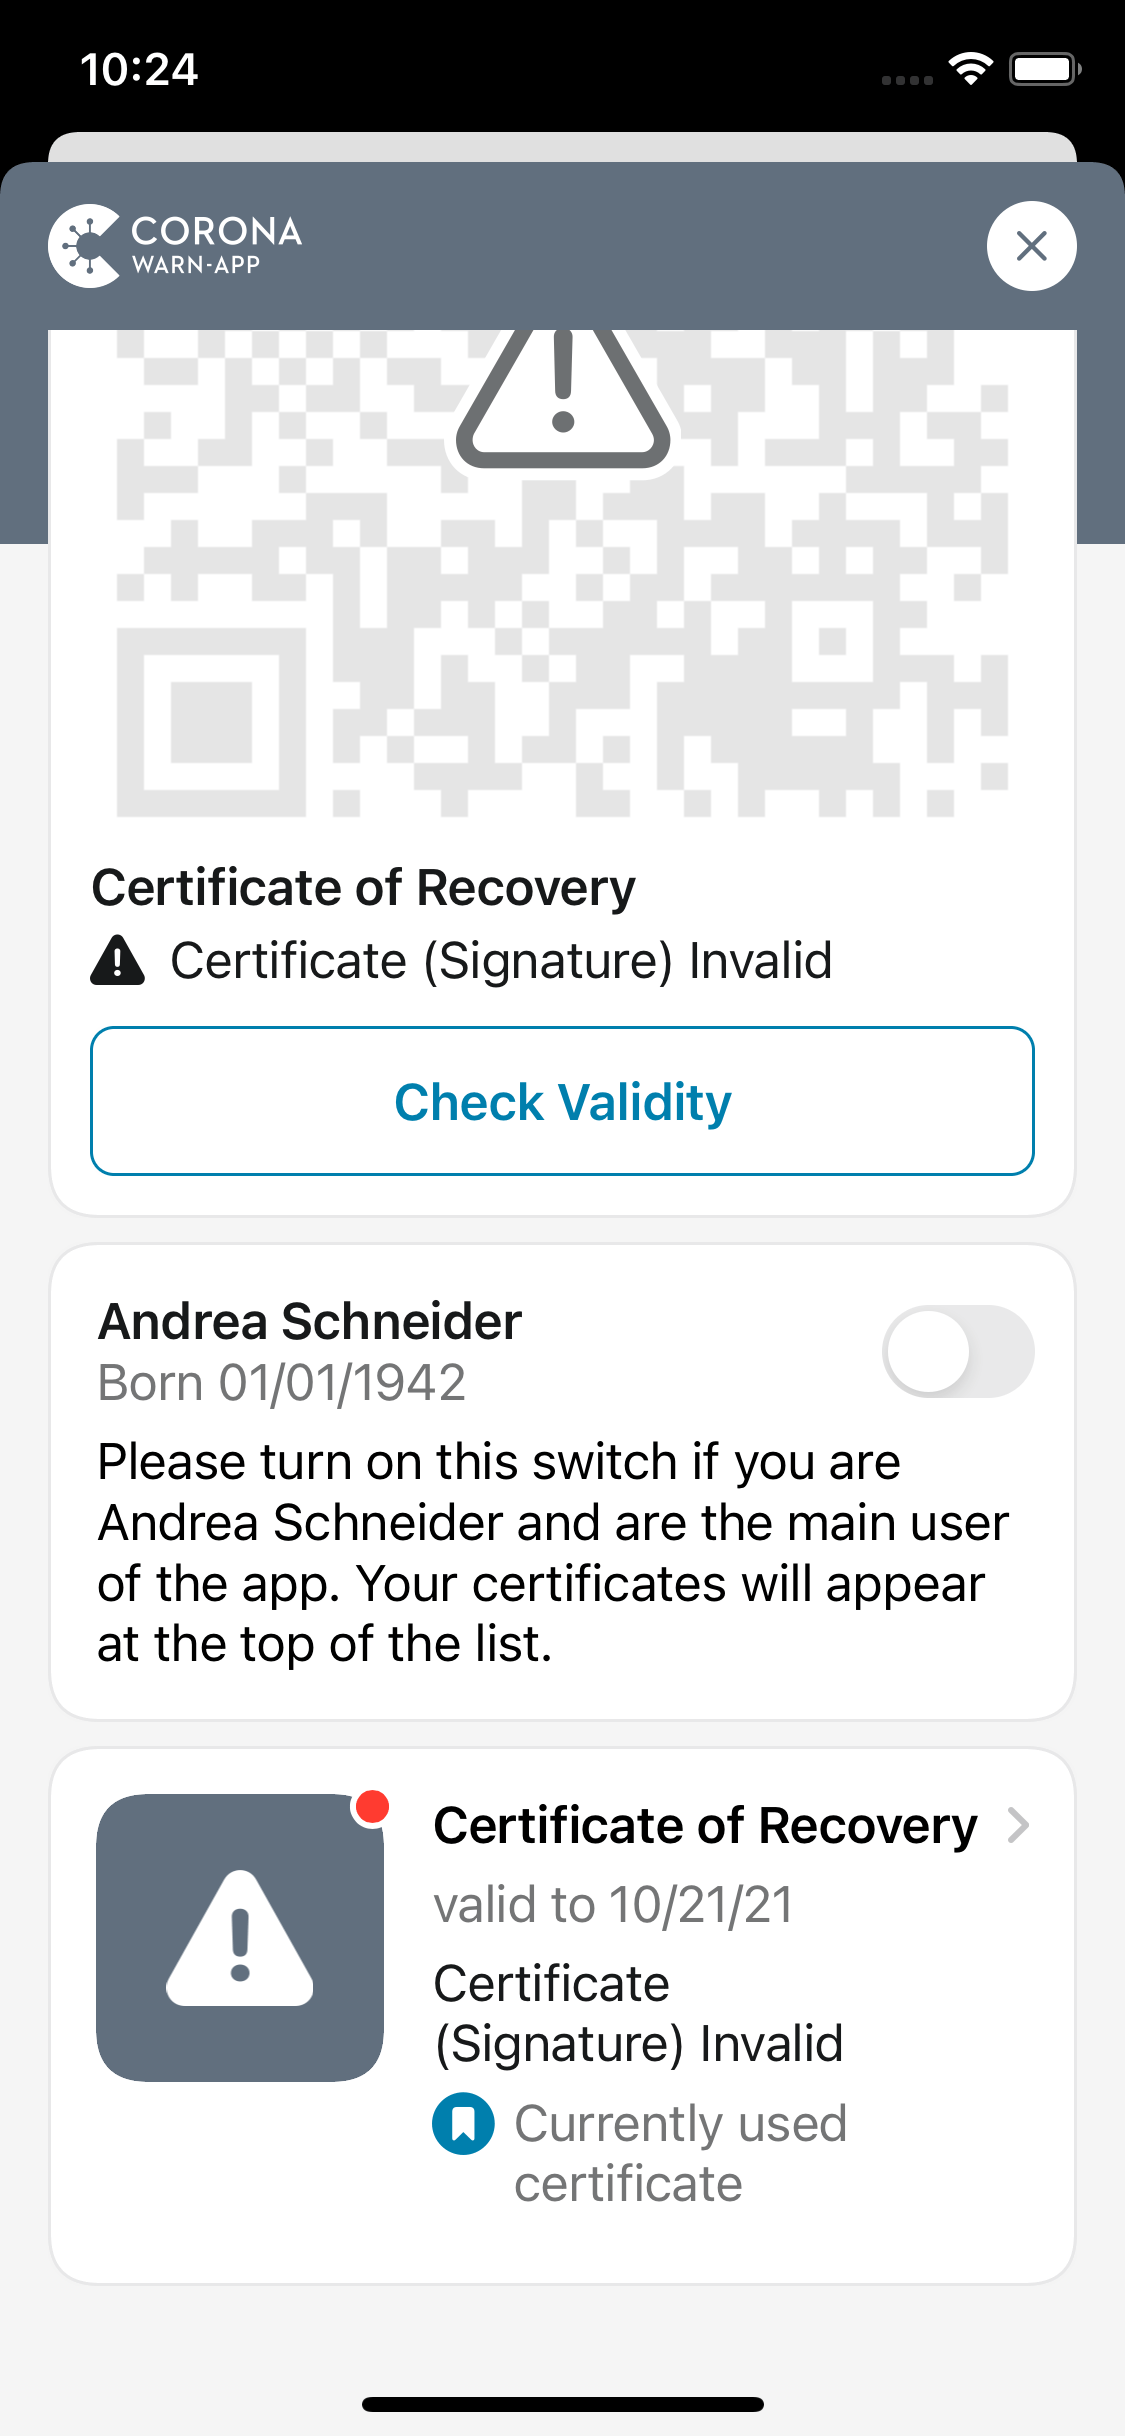 10:24
CORONA
WARN-APP
Certificate of Recovery
Certificate (Signature) Invalid
Check Validity
Andrea Schneider
Born 01/01/1942
Please turn on this switch if you are
Andrea Schneider and are the main user
of the app. Your certificates will appear
at the top of the list.
Certificate of Recovery
valid to 10/21/21
Certificate
(Signature) Invalid
Currently used
certificate